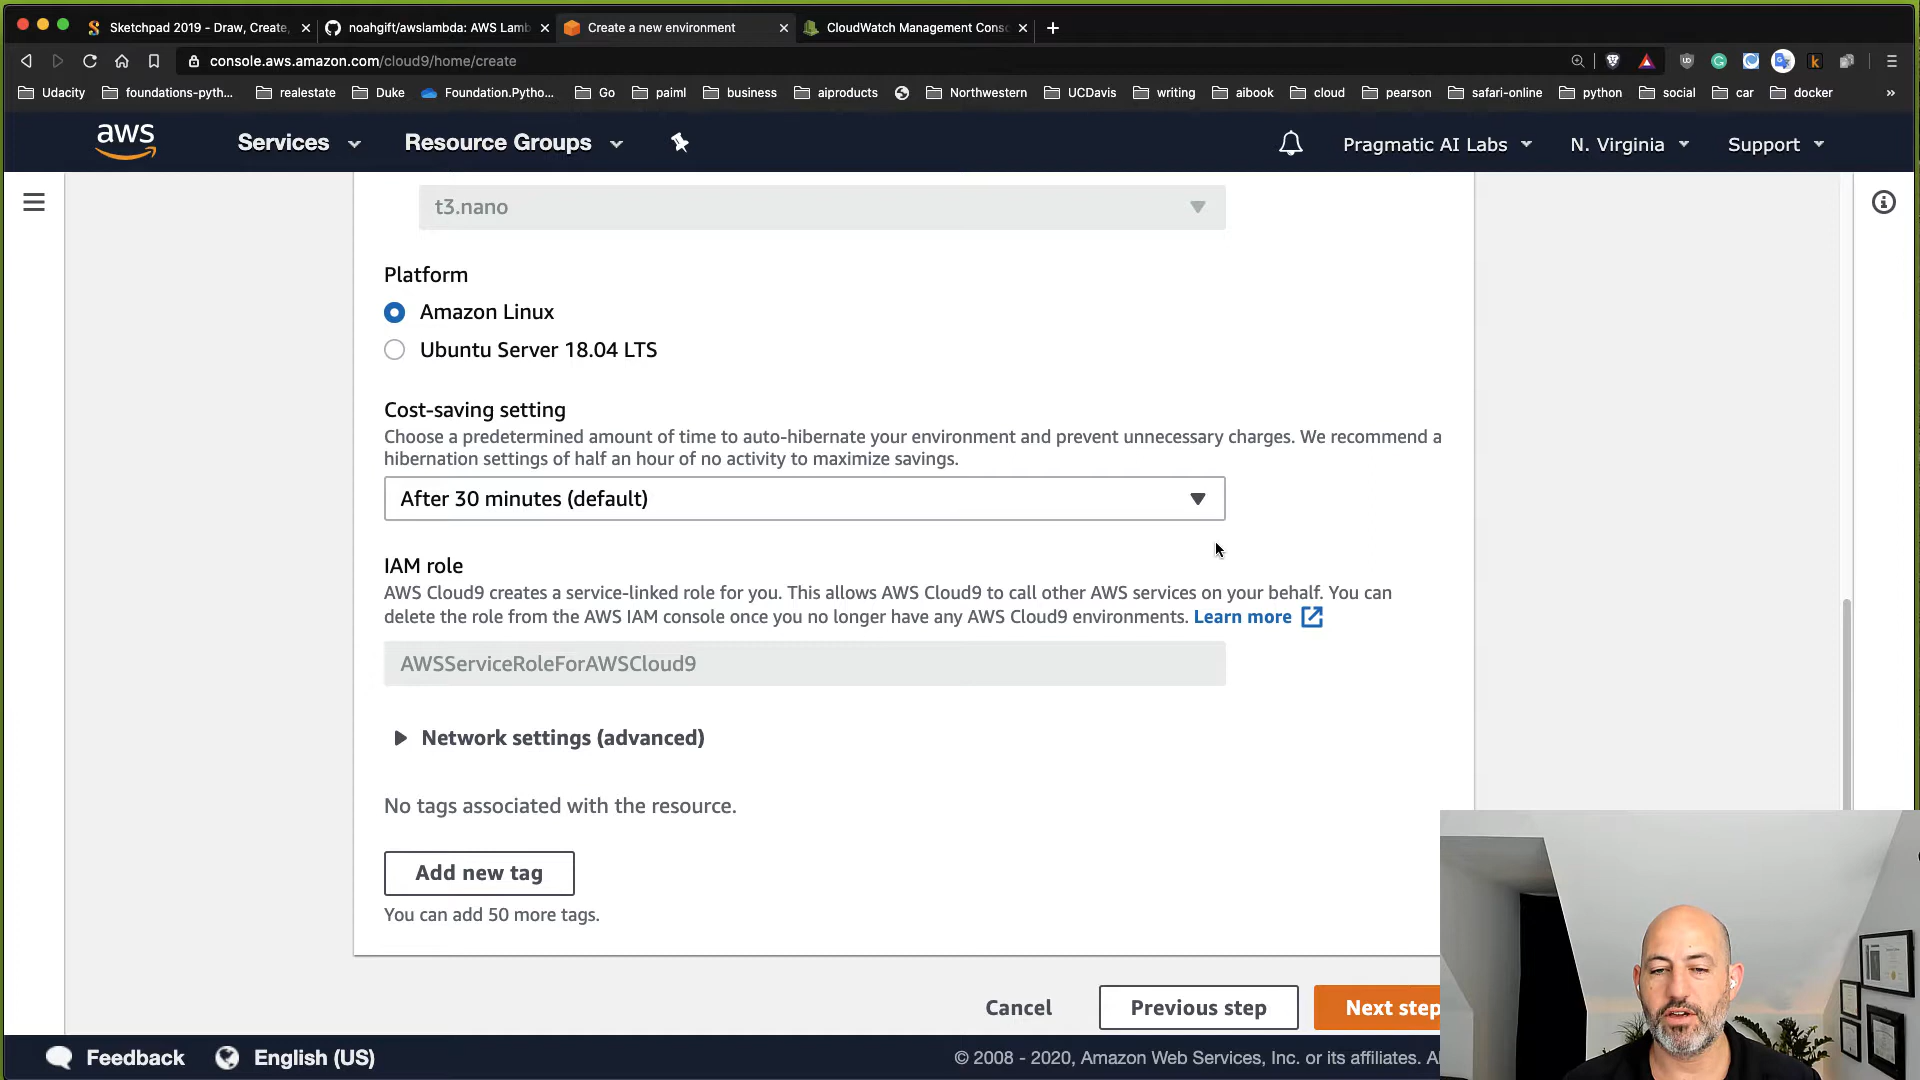 Sketchpad 2019 - Draw, Create,
noahgift/awslambda: AWS Lamb
Create a new environment
CloudWatch Management Conso
console.aws.amazon.com/cloud9/home/create
Udacity
foundations-pyth...
realestate
Duke
Foundation.Pytho...
Go
paiml
business
aiproducts
Northwestern
UCDavis
writing
aibook
cloud
pearson
safari-online
python
social
car
docker
»
aws
Services
Resource Groups
Pragmatic AI Labs
N. Virginia
Support
t3.nano
Platform
Amazon Linux
Ubuntu Server 18.04 LTS
Cost-saving setting
Choose a predetermined amount of time to auto-hibernate your environment and prevent unnecessary charges. We recommend a
hibernation settings of half an hour of no activity to maximize savings.
After 30 minutes (default)
IAM role
AWS Cloud9 creates a service-linked role for you. This allows AWS Cloud9 to call other AWS services on your behalf. You can
delete the role from the AWS IAM console once you no longer have any AWS Cloud9 environments. Learn more
AWSServiceRoleForAWSCloud9
Network settings (advanced)
No tags associated with the resource.
Add new tag
You can add 50 more tags.
Cancel
Previous step
Next step
Feedback
English (US)
© 2008 - 2020, Amazon Web Services, Inc. or its affiliates.